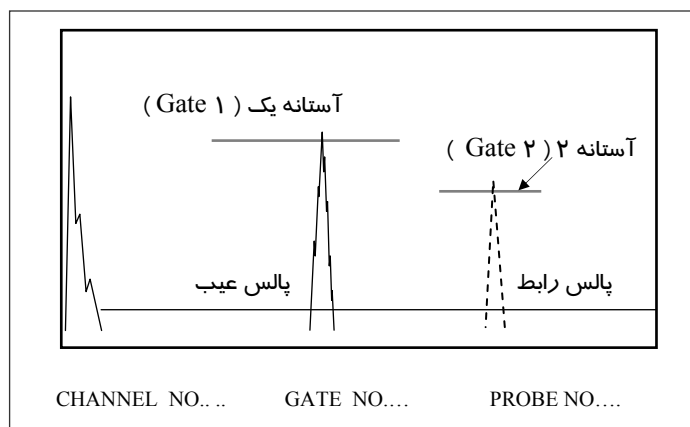 آستانه یک ( Gate ۱ )
آستانه ۲ ( Gate ۲ )
پالس عیب
پالس رابط
CHANNEL NO.. .. GATE NO.… PROBE NO….